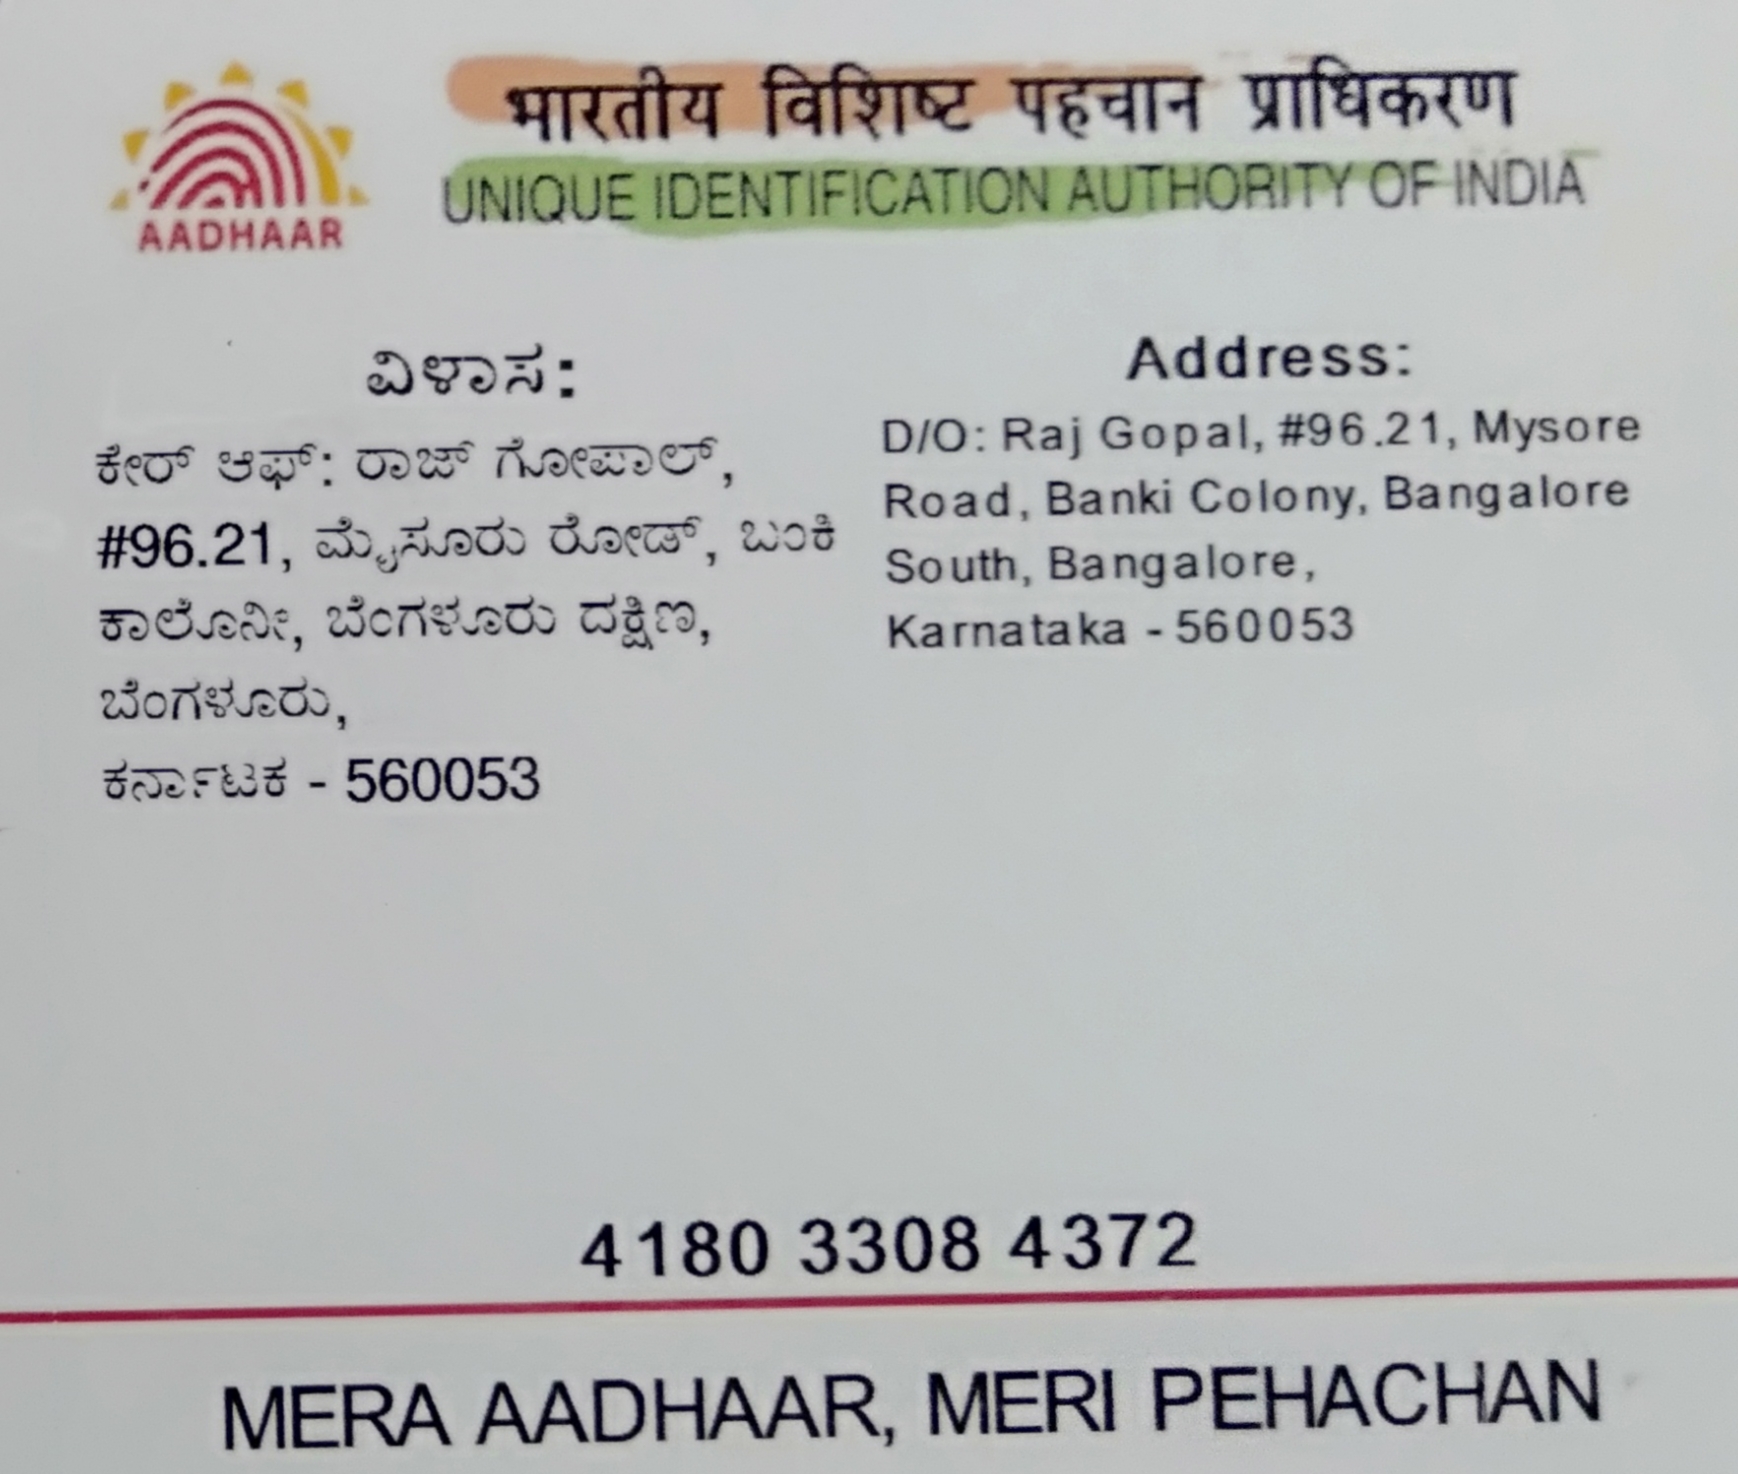 भारतीय विशिष्ट पहचान प्राधिकरण
UNIQUE IDENTIFICATION AUTHORITY OF INDIA
AADHAAR
ವಿಳಾಸ:
ಕೇರ್ ಆಫ್: ರಾಜ್ ಗೋಪಾಲ್,
#96.21, ಮೈಸೂರು ರೋಡ್, ಬಂಕಿ
ಕಾಲೊನೀ, ಬೆಂಗಳೂರು ದಕ್ಷಿಣ,
ಬೆಂಗಳೂರು,
ಕರ್ನಾಟಕ - 560053
Address:
D/O: Raj Gopal, #96.21, Mysore
Road, Banki Colony, Bangalore
South, Bangalore,
Karnataka - 560053
4180 3308 4372
MERA AADHAAR, MERI PEHACHAN